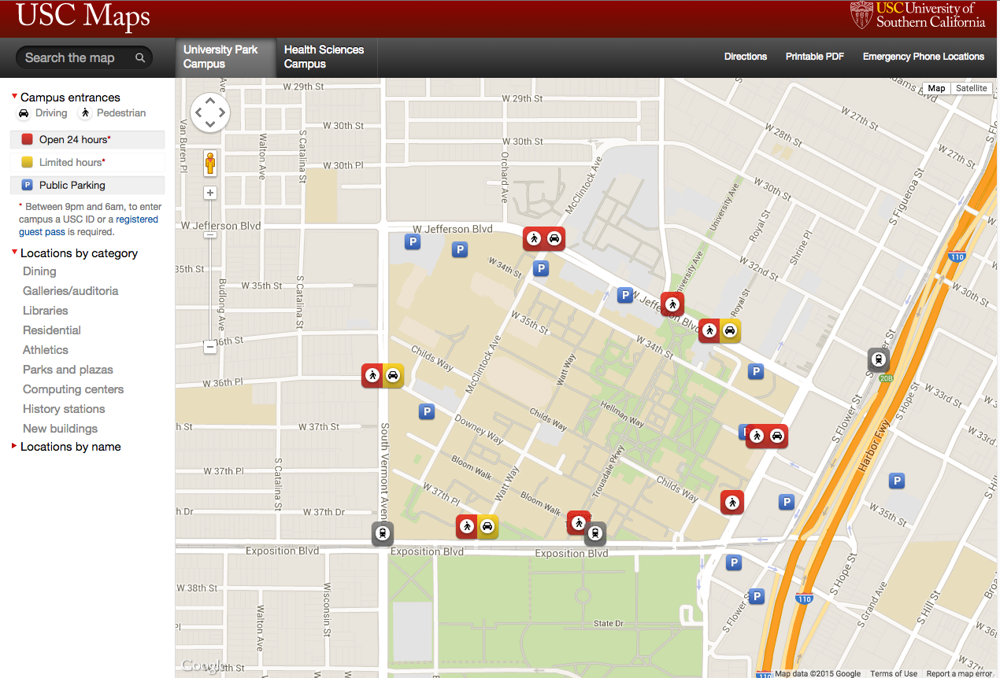 USC Maps
USC University of
Southern California
Search the map
University Park
Campus
Health Sciences
Campus
Directions
Printable PDF
Emergency Phone Locations
Campus entrances
Driving
Pedestrian
Open 24 hours*
Limited hours*
P Public Parking
* Between 9pm and 6am, to enter
campus a USC ID or a registered
guest pass is required.
Locations by category
Dining
Galleries/auditoria
Libraries
Residential
Athletics
Parks and plazas
Computing centers
History stations
New buildings
Locations by name
Map
Satellite
W 29th St
W 29th St
W 30th St
W 30th St
W 30th Pl
Van Buren Pl
Walton Ave
S Catalina St
Orchard Ave
McClintock Ave
University Ave
W 27th St
W 28th St
W 27th St
W 30th St
S Figueroa St
Royal St
Shrine Pl
W 32nd St
110
W 30th St
W Jefferson Blvd
W Jefferson Blvd
P
P
P
P
W 34th St
University Ave
W Jefferson Blvd
Royal St
35th St
W 35th St
Budlong Ave
S Catalina St
W 35th St
W 34th St
36th St
W 36th Pl
Childs Way
McClintock Ave
Watt Way
P
20B
S Flower St
S Hope St
W 33rd St
W 33rd
P
Hellman Way
Childs Way
Downey Way
h St
W 37th St
South Vermont Avenue
Harbor Fwy
W 37th Pl
S Catalina St
Bloom Walk
Watt Way
Trousdale Pkwy
Childs Way
P
P
W 35th St
W 37th Pl
Bloom Walk
h Dr
W 37th Dr
Exposition Blvd
Exposition Blvd
Exposition Blvd
P
P
S Hope St
110
S Flower St
S Grand Ave
S Hill St
W 38th St
Wisconsin St
Walton Ave
Pl
State Dr
W 37th
W 36t
Google
110
Map data ©2015 Google
Terms of Use
Report a map error